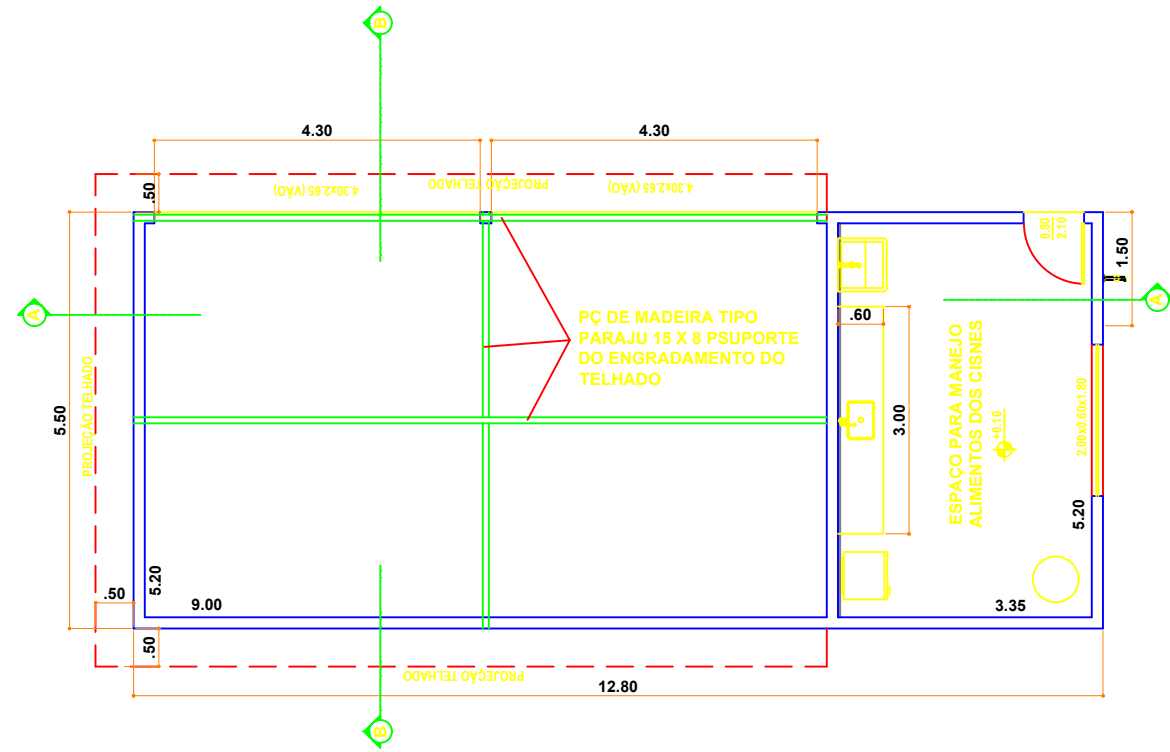 B
4.30
4.30
.50
4.30x2.65 (VÃO)
PROJEÇÃO TELHADO
4.30x2.65 (VÃO)
0.80
2.10
1.50
A
A
PÇ DE MADEIRA TIPO
PARAJU 15 X 8 PSUPORTE
DO ENGRADAMENTO DO
TELHADO
.60
3.00
ESPAÇO PARA MANEJO
ALIMENTOS DOS CISNES
+0.10
2.00x0.60x1.80
5.20
PROJEÇÃO TELHADO
5.50
5.20
.50
9.00
3.35
.50
PROJEÇÃO TELHADO
12.80
B